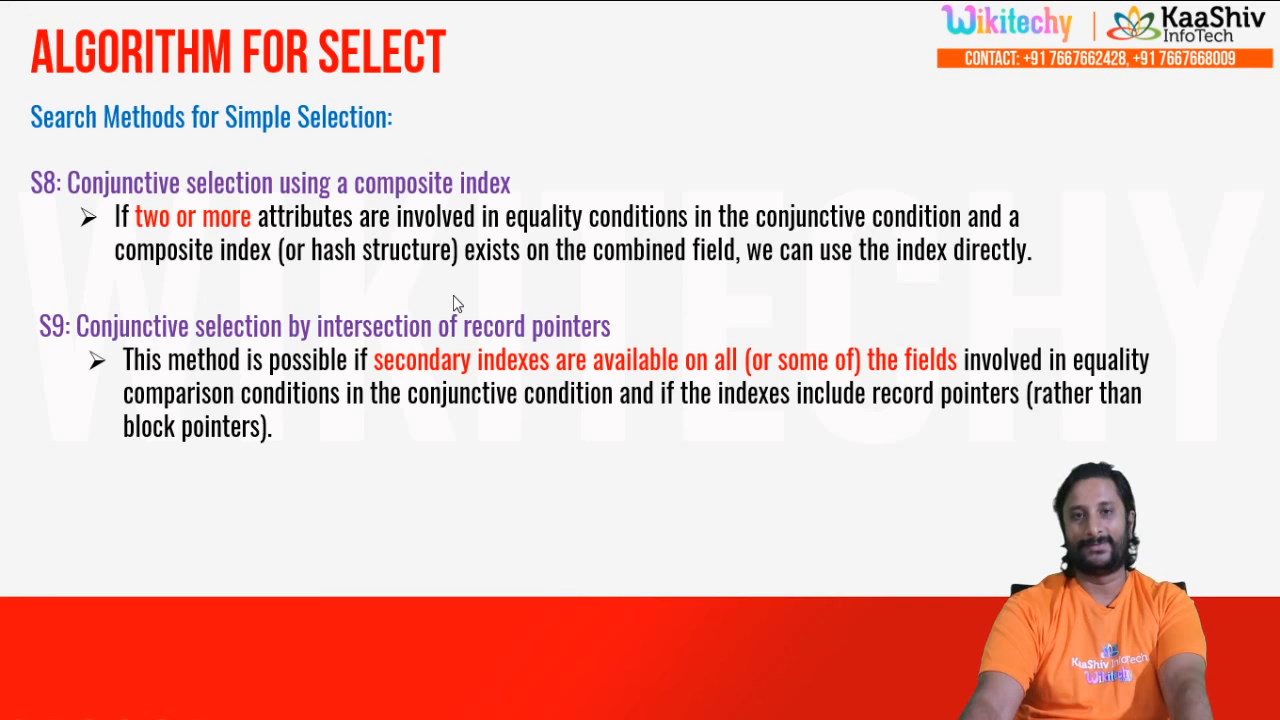 Wikitechy | KaaShiv
InfoTech
CONTACT: +91 7667662428, +91 7667668009
ALGORITHM FOR SELECT
Search Methods for Simple Selection:
S8: Conjunctive selection using a composite index
➢ If two or more attributes are involved in equality conditions in the conjunctive condition and a
composite index (or hash structure) exists on the combined field, we can use the index directly.
S9: Conjunctive selection by intersection of record pointers
➢ This method is possible if secondary indexes are available on all (or some of) the fields involved in equality
comparison conditions in the conjunctive condition and if the indexes include record pointers (rather than
block pointers).
WIKITECHY
KaaShiv InfoTech
Wikitechy